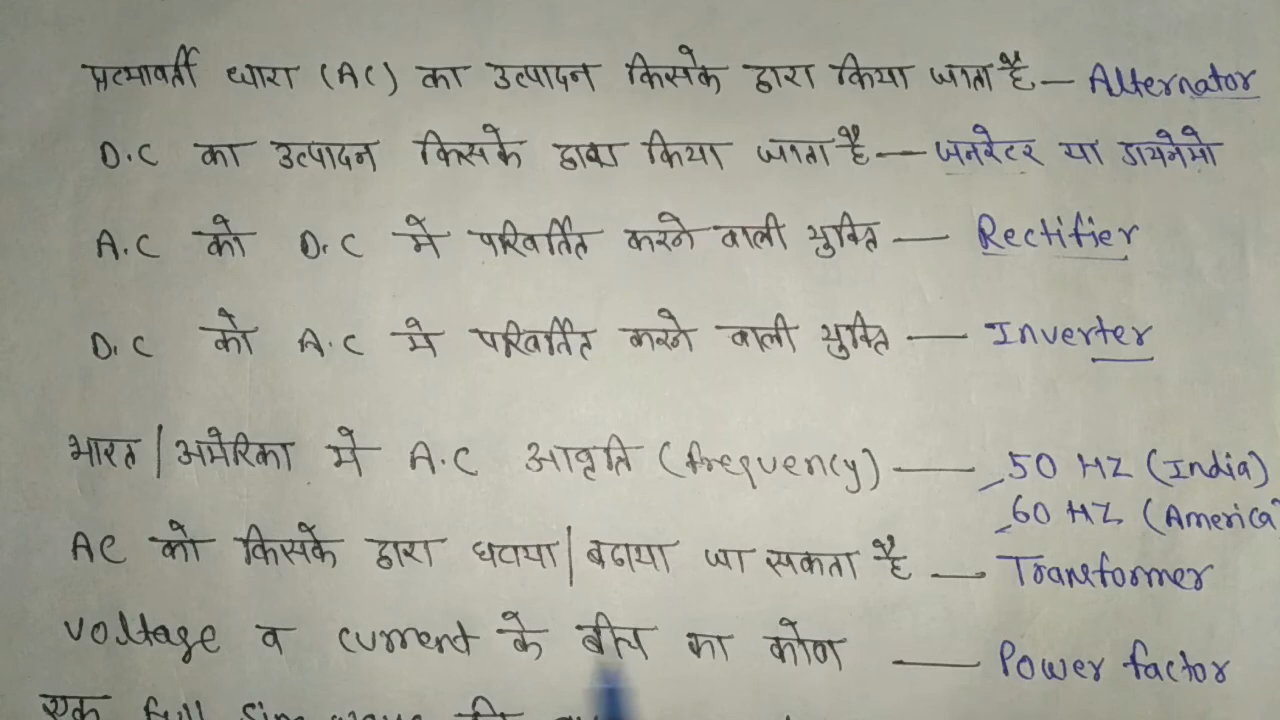 प्रत्यावर्ती धारा (AC) का उत्पादन किसके द्वारा किया जाता है — Alternator
D.C का उत्पादन किसके द्वारा किया जाता है — जनरेटर या डायनेमो
A.C को D.C मे परिवर्तित करने वाली युक्ति — Rectifier
D.C को A.C मे परिवर्तित करने वाली युक्ति — Inverter
भारत | अमेरिका मे A.C आवृति (frequency) — 50 HZ (India)
60 HZ (America)
AC को किसके द्वारा घटाया | बढाया जा सकता है — Transformer
Voltage व current के बीच का कोण — Power factor
एक full